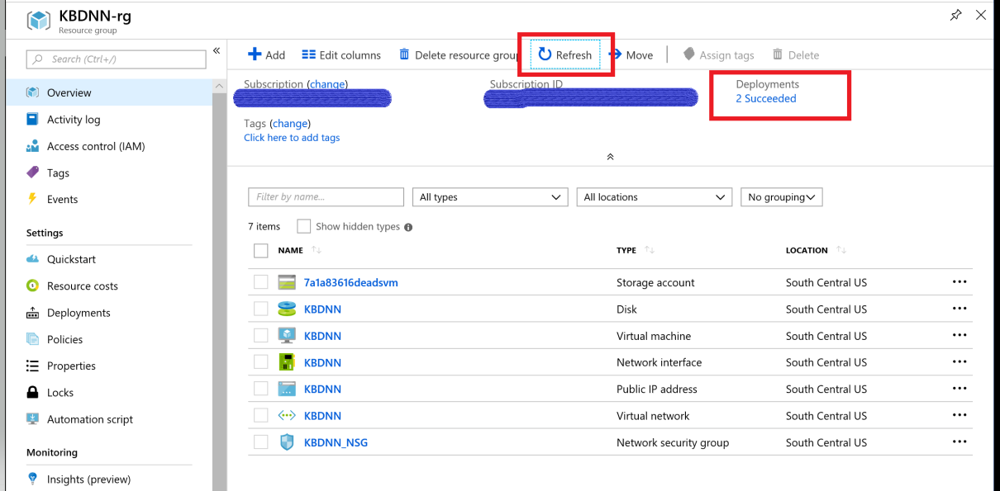 KBDNN-rg
Resource group
Search (Ctrl+/)
Overview
Activity log
Access control (IAM)
Tags
Events
Settings
Quickstart
Resource costs
Deployments
Policies
Properties
Locks
Automation script
Monitoring
Insights (preview)
Add Edit columns Delete resource group Refresh Move Assign tags Delete
Subscription (change) Subscription ID Deployments
2 Succeeded
Tags (change)
Click here to add tags
Filter by name... All types All locations No grouping
7 items Show hidden types
NAME TYPE LOCATION
7a1a83616deadsvm Storage account South Central US
KBDNN Disk South Central US
KBDNN Virtual machine South Central US
KBDNN Network interface South Central US
KBDNN Public IP address South Central US
KBDNN Virtual network South Central US
KBDNN_NSG Network security group South Central US